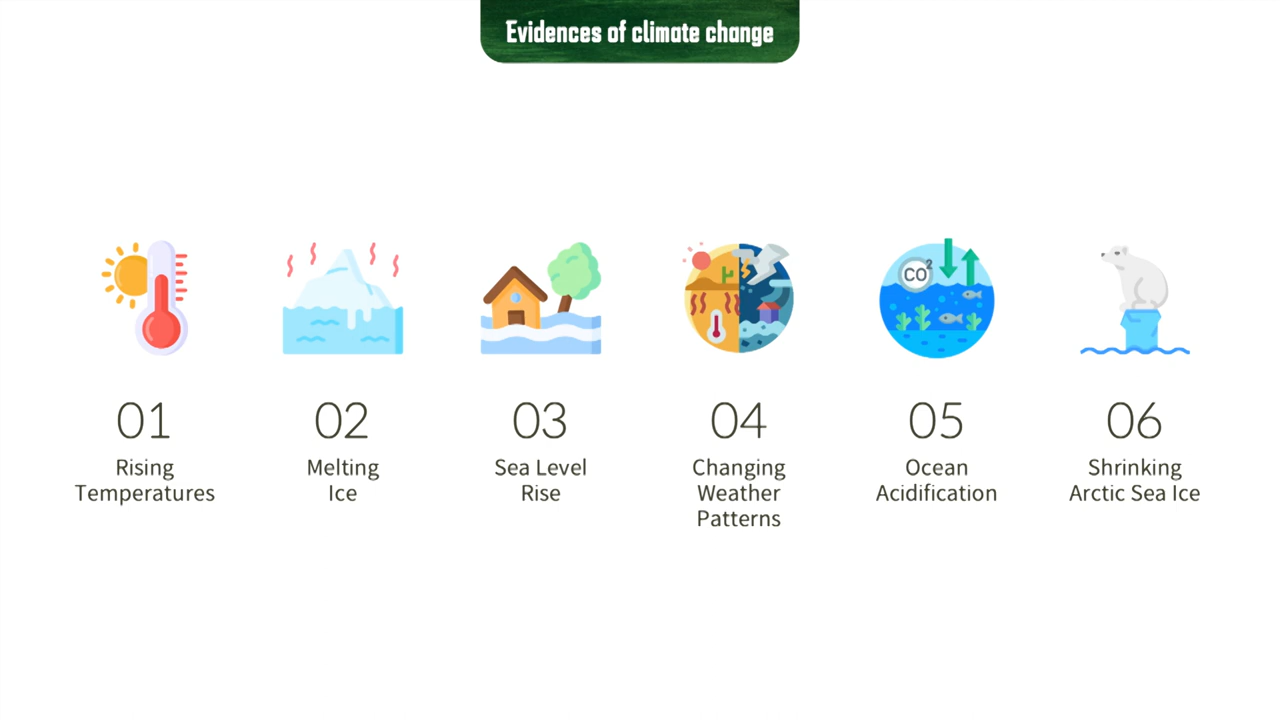 Evidences of climate change
CO2
01
Rising
Temperatures
02
Melting
Ice
03
Sea Level
Rise
04
Changing
Weather
Patterns
05
Ocean
Acidification
06
Shrinking
Arctic Sea Ice